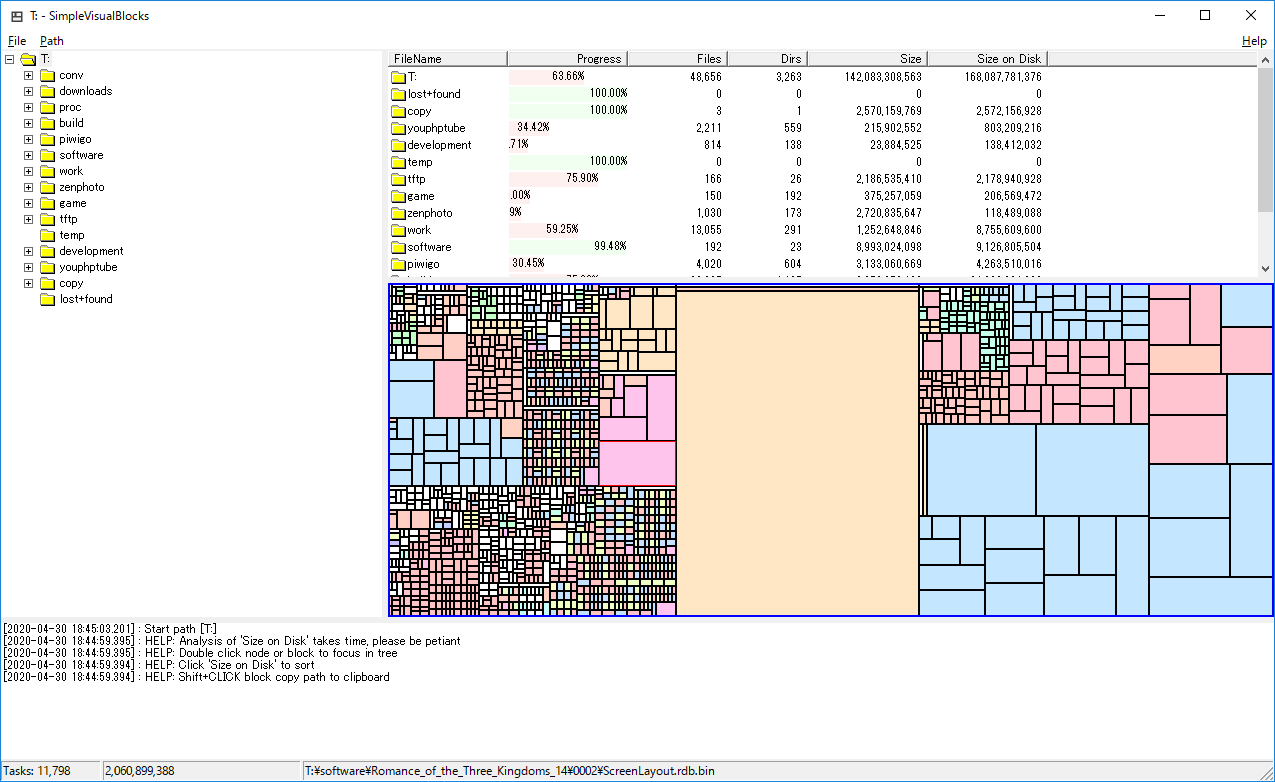 T: - SimpleVisualBlocks
File Path Help
T:
conv
downloads
proc
build
piwigo
software
work
zenphoto
game
tftp
temp
development
youphptube
copy
lost+found
FileName Progress Files Dirs Size Size on Disk
T: 63.66% 48,656 3,263 142,083,308,563 168,087,781,376
lost+found 100.00% 0 0 0 0
copy 100.00% 3 1 2,570,159,769 2,572,156,928
youphptube 34.42% 2,211 559 215,902,552 803,209,216
development .71% 814 138 23,884,525 138,412,032
temp 100.00% 0 0 0 0
tftp 75.90% 166 26 2,186,535,410 2,178,940,928
game .00% 150 192 375,257,059 206,569,472
zenphoto 9% 1,030 173 2,720,835,647 118,489,088
work 59.25% 13,055 291 1,252,648,846 8,755,609,600
software 99.48% 192 23 8,993,024,098 9,126,805,504
piwigo 30.45% 4,020 604 3,133,060,669 4,263,510,016
[2020-04-30 18:45:03.201] : Start path [T:]
[2020-04-30 18:44:59.395] : HELP: Analysis of 'Size on Disk' takes time, please be petiant
[2020-04-30 18:44:59.395] : HELP: Double click node or block to focus in tree
[2020-04-30 18:44:59.394] : HELP: Click 'Size on Disk' to sort
[2020-04-30 18:44:59.394] : HELP: Shift+CLICK block copy path to clipboard
Tasks: 11,798 2,060,899,388 T:¥software¥Romance_of_the_Three_Kingdoms_14¥0002¥ScreenLayout.rdb.bin